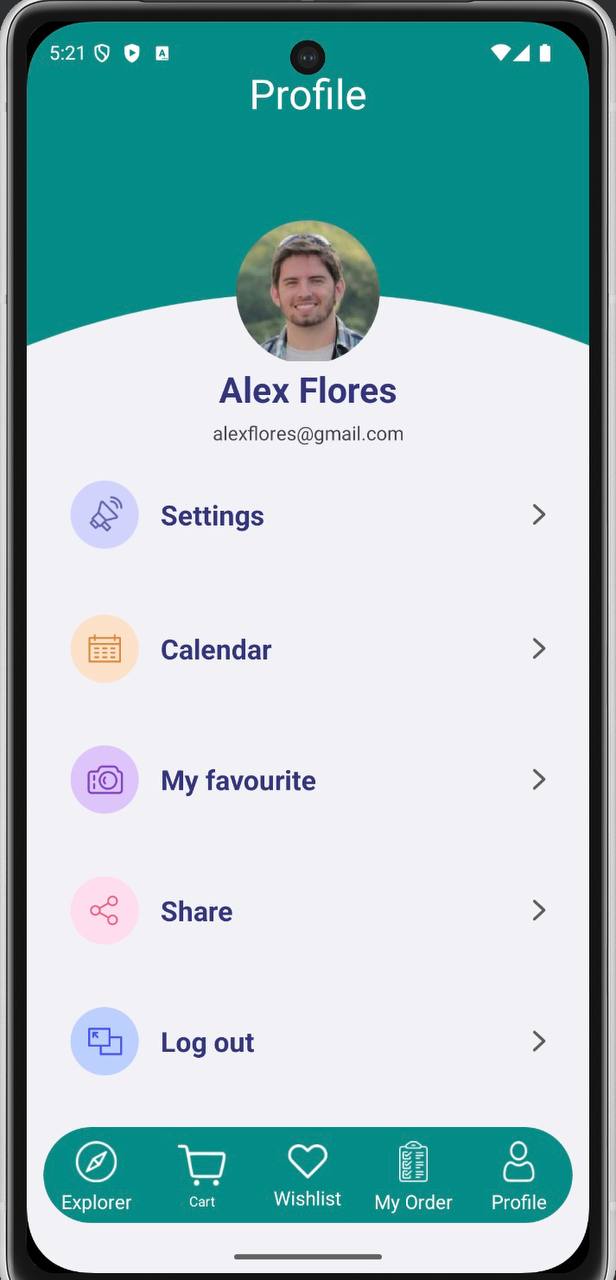 5:21
Profile
Alex Flores
alexflores@gmail.com
Settings
Calendar
My favourite
Share
Log out
Explorer Cart Wishlist My Order Profile